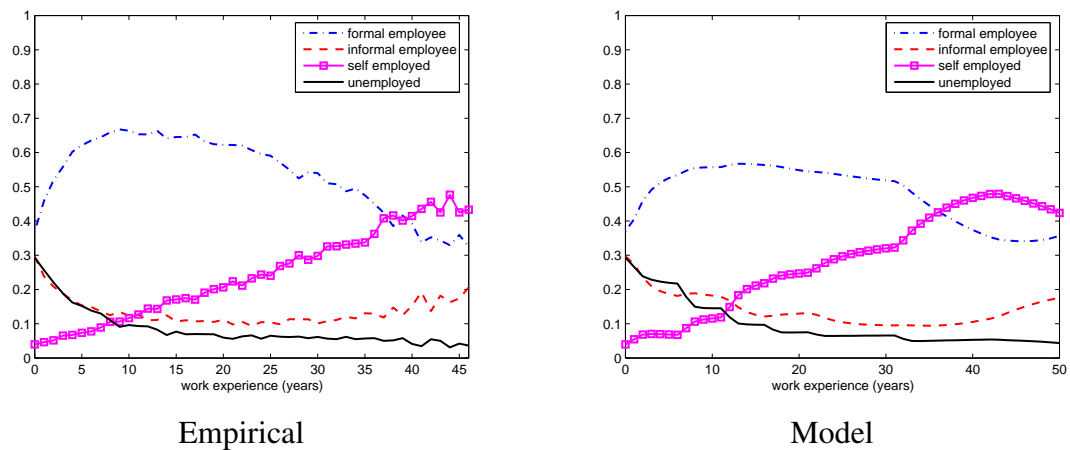 1
0.9
0.8
0.7
0.6
0.5
0.4
0.3
0.2
0.1
0
0 5 10 15 20 25 30 35 40 45
work experience (years)
formal employee
informal employee
self employed
unemployed
Empirical
1
0.9
0.8
0.7
0.6
0.5
0.4
0.3
0.2
0.1
0
0 10 20 30 40 50
work experience (years)
formal employee
informal employee
self employed
unemployed
Model